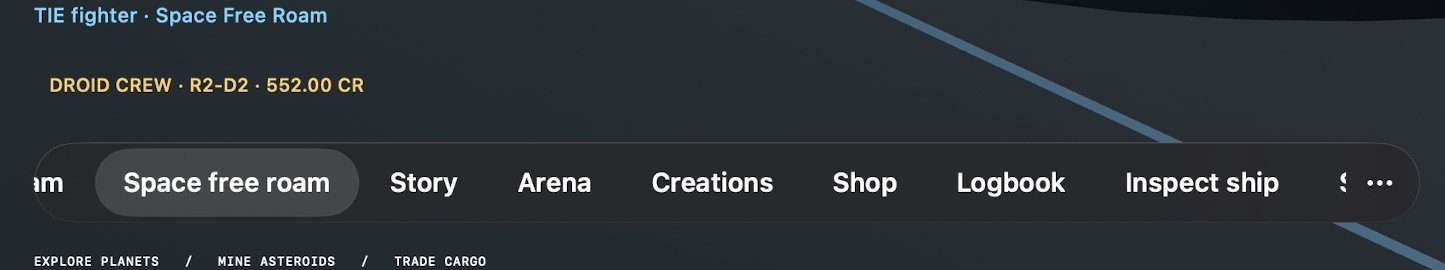 TIE fighter · Space Free Roam
DROID CREW · R2-D2 · 552.00 CR
Space free roam Story Arena Creations Shop Logbook Inspect ship ···
EXPLORE PLANETS / MINE ASTEROIDS / TRADE CARGO